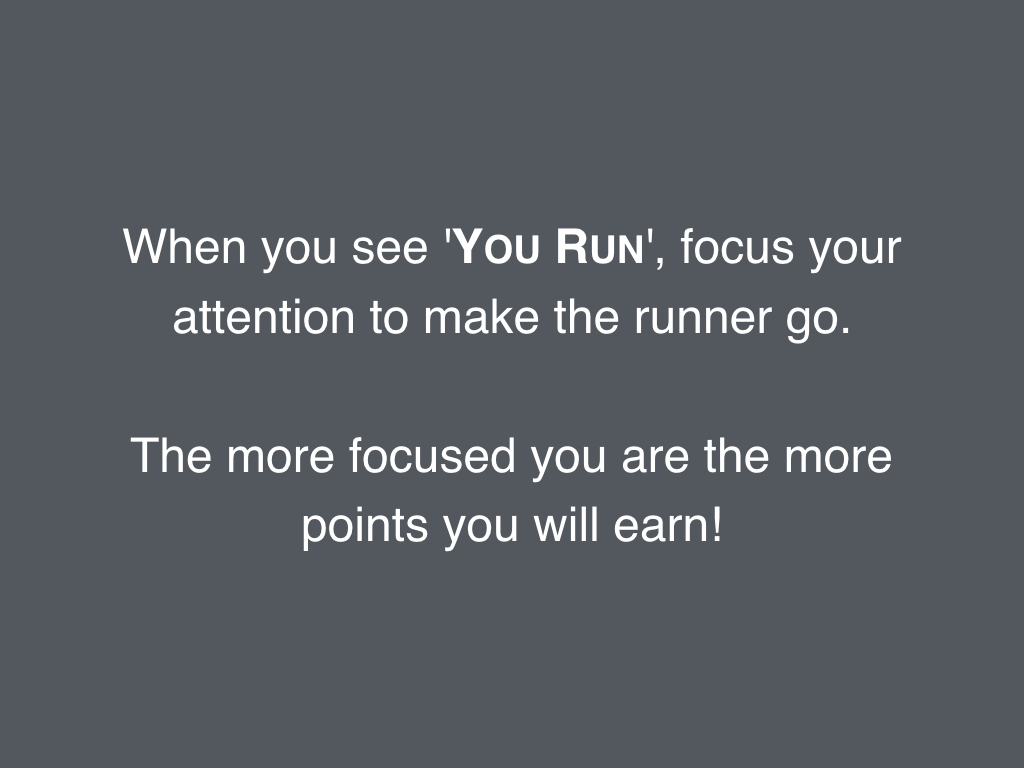 When you see 'You Run', focus your
attention to make the runner go.
The more focused you are the more
points you will earn!